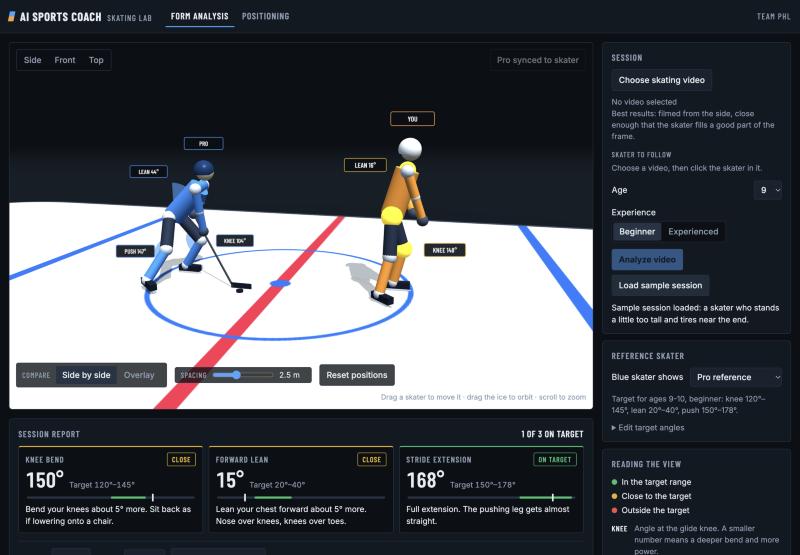 AI SPORTS COACH SKATING LAB FORM ANALYSIS POSITIONING TEAM PHL
Side Front Top Pro synced to skater
YOU
PRO
LEAN 16°
LEAN 44°
KNEE 104°
PUSH 147°
KNEE 148°
COMPARE Side by side Overlay SPACING 2.5 m Reset positions
Drag a skater to move it · drag the ice to orbit · scroll to zoom
SESSION REPORT 1 OF 3 ON TARGET
KNEE BEND CLOSE
150° Target 120°–145°
Bend your knees about 5° more. Sit back as
if lowering onto a chair.
FORWARD LEAN CLOSE
15° Target 20°–40°
Lean your chest forward about 5° more.
Nose over knees, knees over toes.
STRIDE EXTENSION ON TARGET
168° Target 150°–178°
Full extension. The pushing leg gets almost
straight.
SESSION
Choose skating video
No video selected
Best results: filmed from the side, close
enough that the skater fills a good part of the
frame.
SKATER TO FOLLOW
Choose a video, then click the skater in it.
Age 9
Experience
Beginner Experienced
Analyze video
Load sample session
Sample session loaded: a skater who stands
a little too tall and tires near the end.
REFERENCE SKATER
Blue skater shows Pro reference
Target for ages 9-10, beginner: knee 120°–
145°, lean 20°–40°, push 150°–178°.
▸ Edit target angles
READING THE VIEW
In the target range
Close to the target
Outside the target
KNEE Angle at the glide knee. A smaller
number means a deeper bend and more
power.